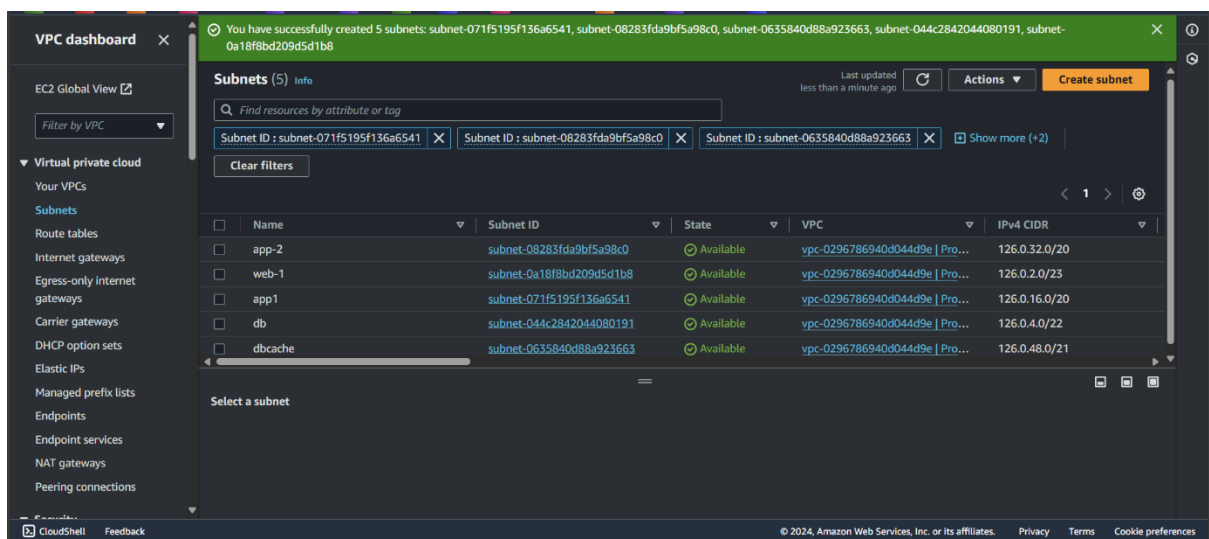 VPC dashboard
EC2 Global View
Filter by VPC
Virtual private cloud
Your VPCs
Subnets
Route tables
Internet gateways
Egress-only internet
gateways
Carrier gateways
DHCP option sets
Elastic IPs
Managed prefix lists
Endpoints
Endpoint services
NAT gateways
Peering connections
You have successfully created 5 subnets: subnet-071f5195f136a6541, subnet-08283fda9bf5a98c0, subnet-0635840d88a923663, subnet-044c2842044080191, subnet-
0a18f8bd209d5d1b8
Subnets (5) Info
Last updated
less than a minute ago
Actions
Create subnet
Find resources by attribute or tag
Subnet ID : subnet-071f5195f136a6541 Subnet ID : subnet-08283fda9bf5a98c0 Subnet ID : subnet-0635840d88a923663 Show more (+2)
Clear filters
1
Name Subnet ID State VPC IPv4 CIDR
app-2 subnet-08283fda9bf5a98c0 Available vpc-0296786940d044d9e | Pro... 126.0.32.0/20
web-1 subnet-0a18f8bd209d5d1b8 Available vpc-0296786940d044d9e | Pro... 126.0.2.0/23
app1 subnet-071f5195f136a6541 Available vpc-0296786940d044d9e | Pro... 126.0.16.0/20
db subnet-044c2842044080191 Available vpc-0296786940d044d9e | Pro... 126.0.4.0/22
dbcache subnet-0635840d88a923663 Available vpc-0296786940d044d9e | Pro... 126.0.48.0/21
Select a subnet
CloudShell Feedback © 2024, Amazon Web Services, Inc. or its affiliates. Privacy Terms Cookie preferences